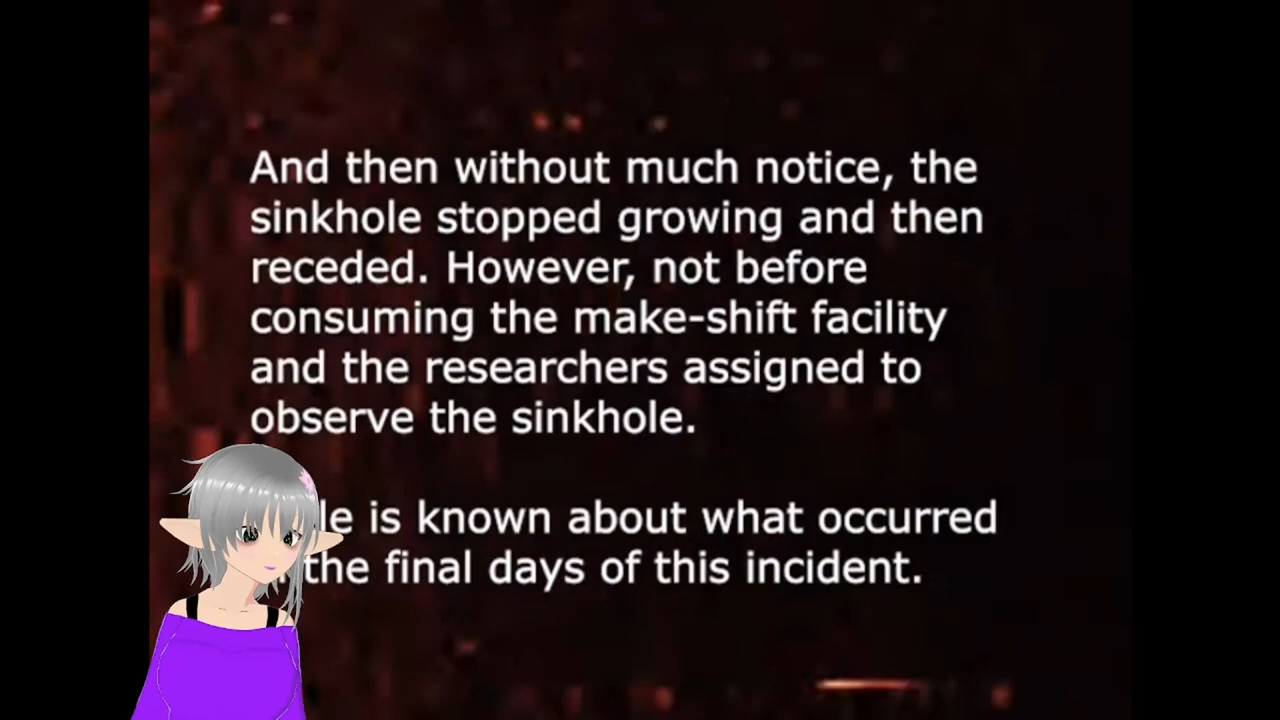 And then without much notice, the
sinkhole stopped growing and then
receded. However, not before
consuming the make-shift facility
and the researchers assigned to
observe the sinkhole.
is known about what occurred
the final days of this incident.